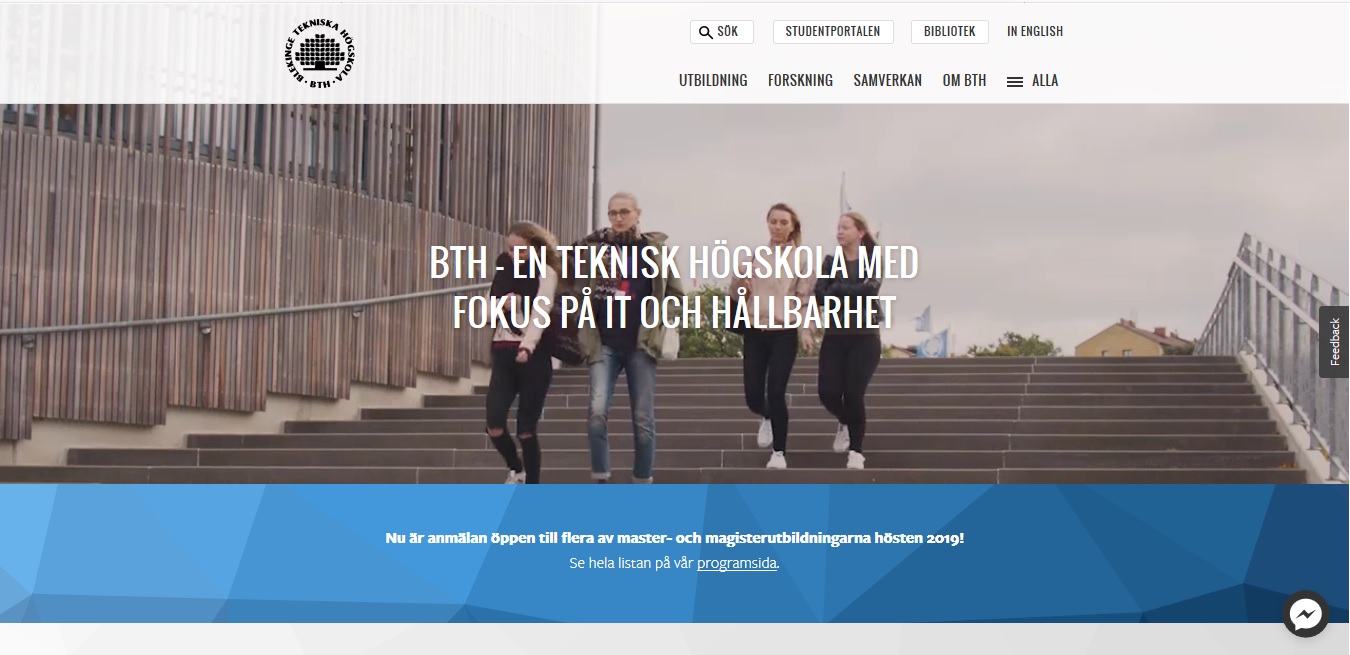 BLEKINGE TEKNISKA HÖGSKOLA · BTH ·
SÖK
STUDENTPORTALEN
BIBLIOTEK
IN ENGLISH
UTBILDNING
FORSKNING
SAMVERKAN
OM BTH
ALLA
BTH - EN TEKNISK HÖGSKOLA MED
FOKUS PÅ IT OCH HÅLLBARHET
Feedback
Nu är anmälan öppen till flera av master- och magisterutbildningarna hösten 2019!
Se hela listan på vår programsida.